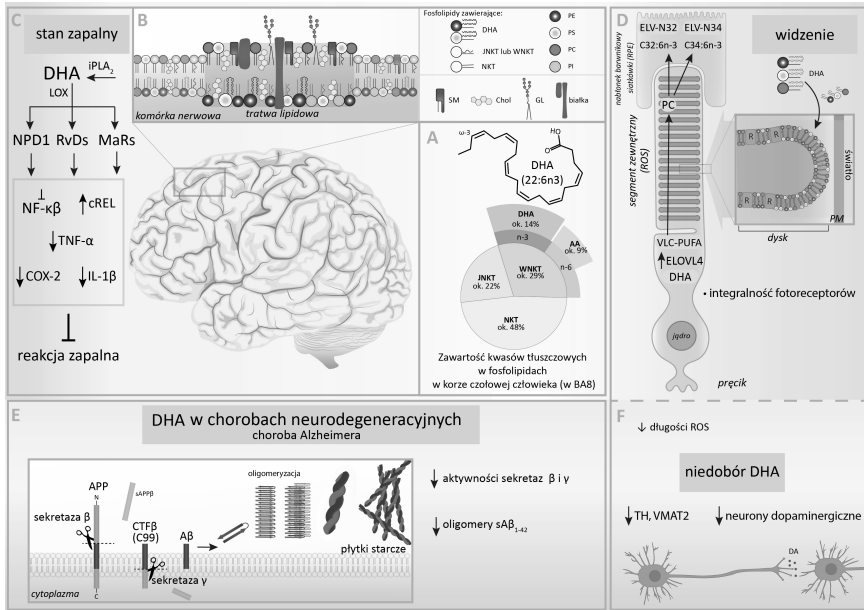 C
stan zapalny
DHA
iPLA2
LOX
NPD1 RvDs MaRs
NF-κβ
cREL
TNF-α
COX-2
IL-1β
reakcja zapalna
B
komórka nerwowa
tratwa lipidowa
Fosfolipidy zawierające:
DHA
JNKT lub WNKT
NKT
PE
PS
PC
PI
SM
Chol
GL
białka
A
ω-3
HO
O
DHA
(22:6n3)
DHA
ok. 14%
n-3
AA
ok. 9%
n-6
WNKT
ok. 29%
JNKT
ok. 22%
NKT
ok. 48%
Zawartość kwasów tłuszczowych
w fosfolipidach
w korze czołowej człowieka (w BA8)
D
widzenie
nabłonek barwnikowy
siatkówki (RPE)
ELV-N32 ELV-N34
C32:6n-3 C34:6n-3
PC
segment zewnętrzny
(ROS)
VLC-PUFA
ELOVL4
DHA
jądro
pręcik
DHA
R
R
R
R
R
światło
PM
dysk
• integralność fotoreceptorów
E
DHA w chorobach neurodegeneracyjnych
choroba Alzheimera
APP
N
sAPPβ
sekretaza β
CTFβ
(C99)
Aβ
sekretaza γ
C
cytoplazma
oligomeryzacja
płytki starcze
aktywności sekretaz β i γ
oligomery sAβ1-42
F
↓ długości ROS
niedobór DHA
↓ TH, VMAT2
↓ neurony dopaminergiczne
DA